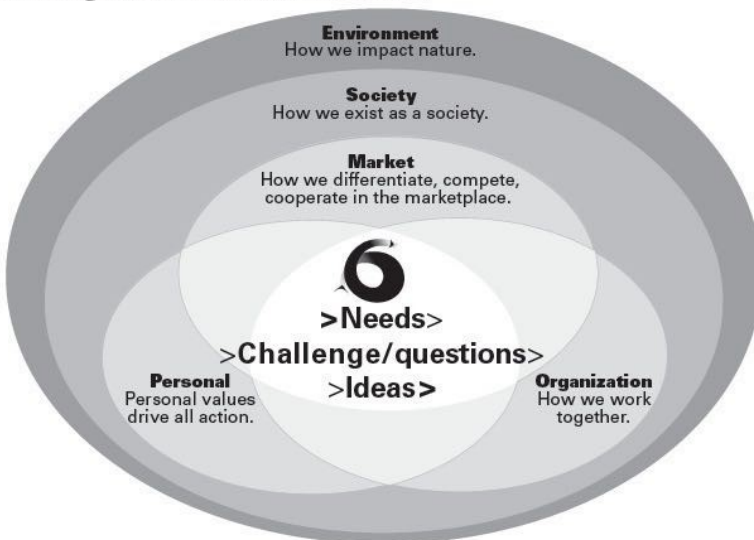 Environment
How we impact nature.
Society
How we exist as a society.
Market
How we differentiate, compete,
cooperate in the marketplace.
6
>Needs>
>Challenge/questions>
>Ideas>
Personal
Personal values
drive all action.
Organization
How we work
together.